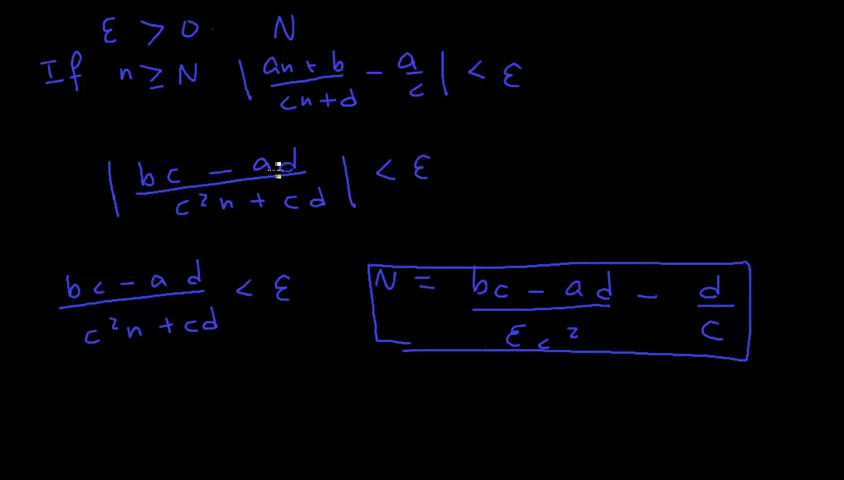 ε > 0. N
If n ≥ N | (an + b)/(cn + d) − a/c | < ε
| (bc − ad)/(c²n + cd) | < ε
(bc − ad)/(c²n + cd) < ε N = (bc − ad)/(εc²) − d/c